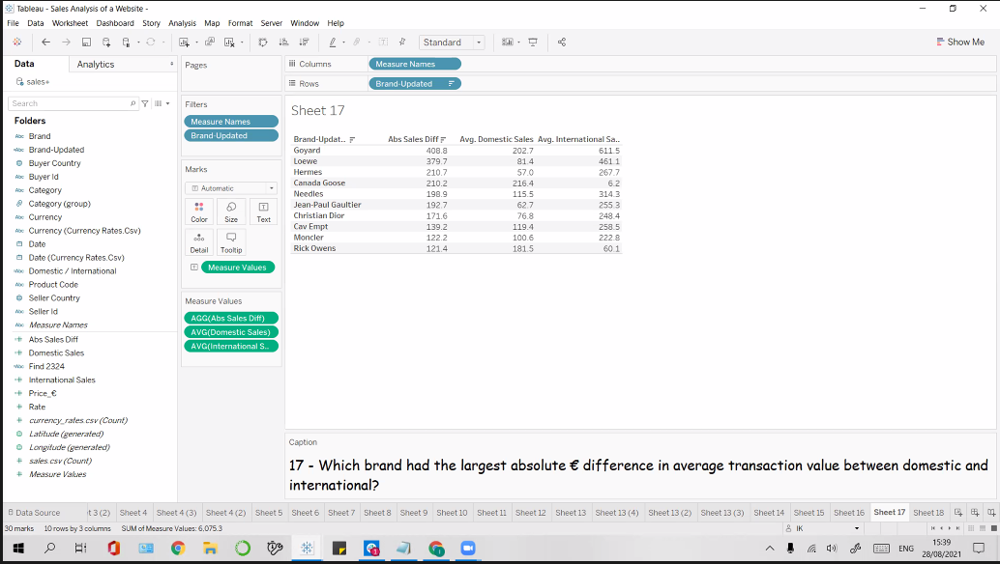 Tableau - Sales Analysis of a Website -
File Data Worksheet Dashboard Story Analysis Map Format Server Window Help
Standard
Show Me
Data Analytics
sales+
Search
Folders
Abc Brand
Abc Brand-Updated
Buyer Country
Abc Buyer Id
Abc Category
Category (group)
Abc Currency
Abc Currency (Currency Rates.Csv)
Date
Date (Currency Rates.Csv)
Abc Domestic / International
Abc Product Code
Seller Country
Abc Seller Id
Abc Measure Names
Abs Sales Diff
Domestic Sales
Abc Find 2324
International Sales
Price_€
Rate
currency_rates.csv (Count)
Latitude (generated)
Longitude (generated)
sales.csv (Count)
Measure Values
Pages
Filters
Measure Names
Brand-Updated
Marks
Automatic
Color Size Text
Detail Tooltip
Measure Values
Measure Values
AGG(Abs Sales Diff)
AVG(Domestic Sales)
AVG(International S..
Columns Measure Names
Rows Brand-Updated
Sheet 17
Brand-Updat.. Abs Sales Diff Avg. Domestic Sales Avg. International Sa..
Goyard 408.8 202.7 611.5
Loewe 379.7 81.4 461.1
Hermes 210.7 57.0 267.7
Canada Goose 210.2 216.4 6.2
Needles 198.9 115.5 314.3
Jean-Paul Gaultier 192.7 62.7 255.3
Christian Dior 171.6 76.8 248.4
Cav Empt 139.2 119.4 258.5
Moncler 122.2 100.6 222.8
Rick Owens 121.4 181.5 60.1
Caption
17 - Which brand had the largest absolute € difference in average transaction value between domestic and
international?
Data Source t 3 (2) Sheet 4 Sheet 4 (3) Sheet 4 (2) Sheet 5 Sheet 6 Sheet 7 Sheet 8 Sheet 9 Sheet 10 Sheet 11 Sheet 12 Sheet 13 Sheet 13 (4) Sheet 13 (2) Sheet 13 (3) Sheet 14 Sheet 15 Sheet 16 Sheet 17 Sheet 18
30 marks 10 rows by 3 columns SUM of Measure Values: 6,075.3 IK
ENG
15:39
28/08/2021